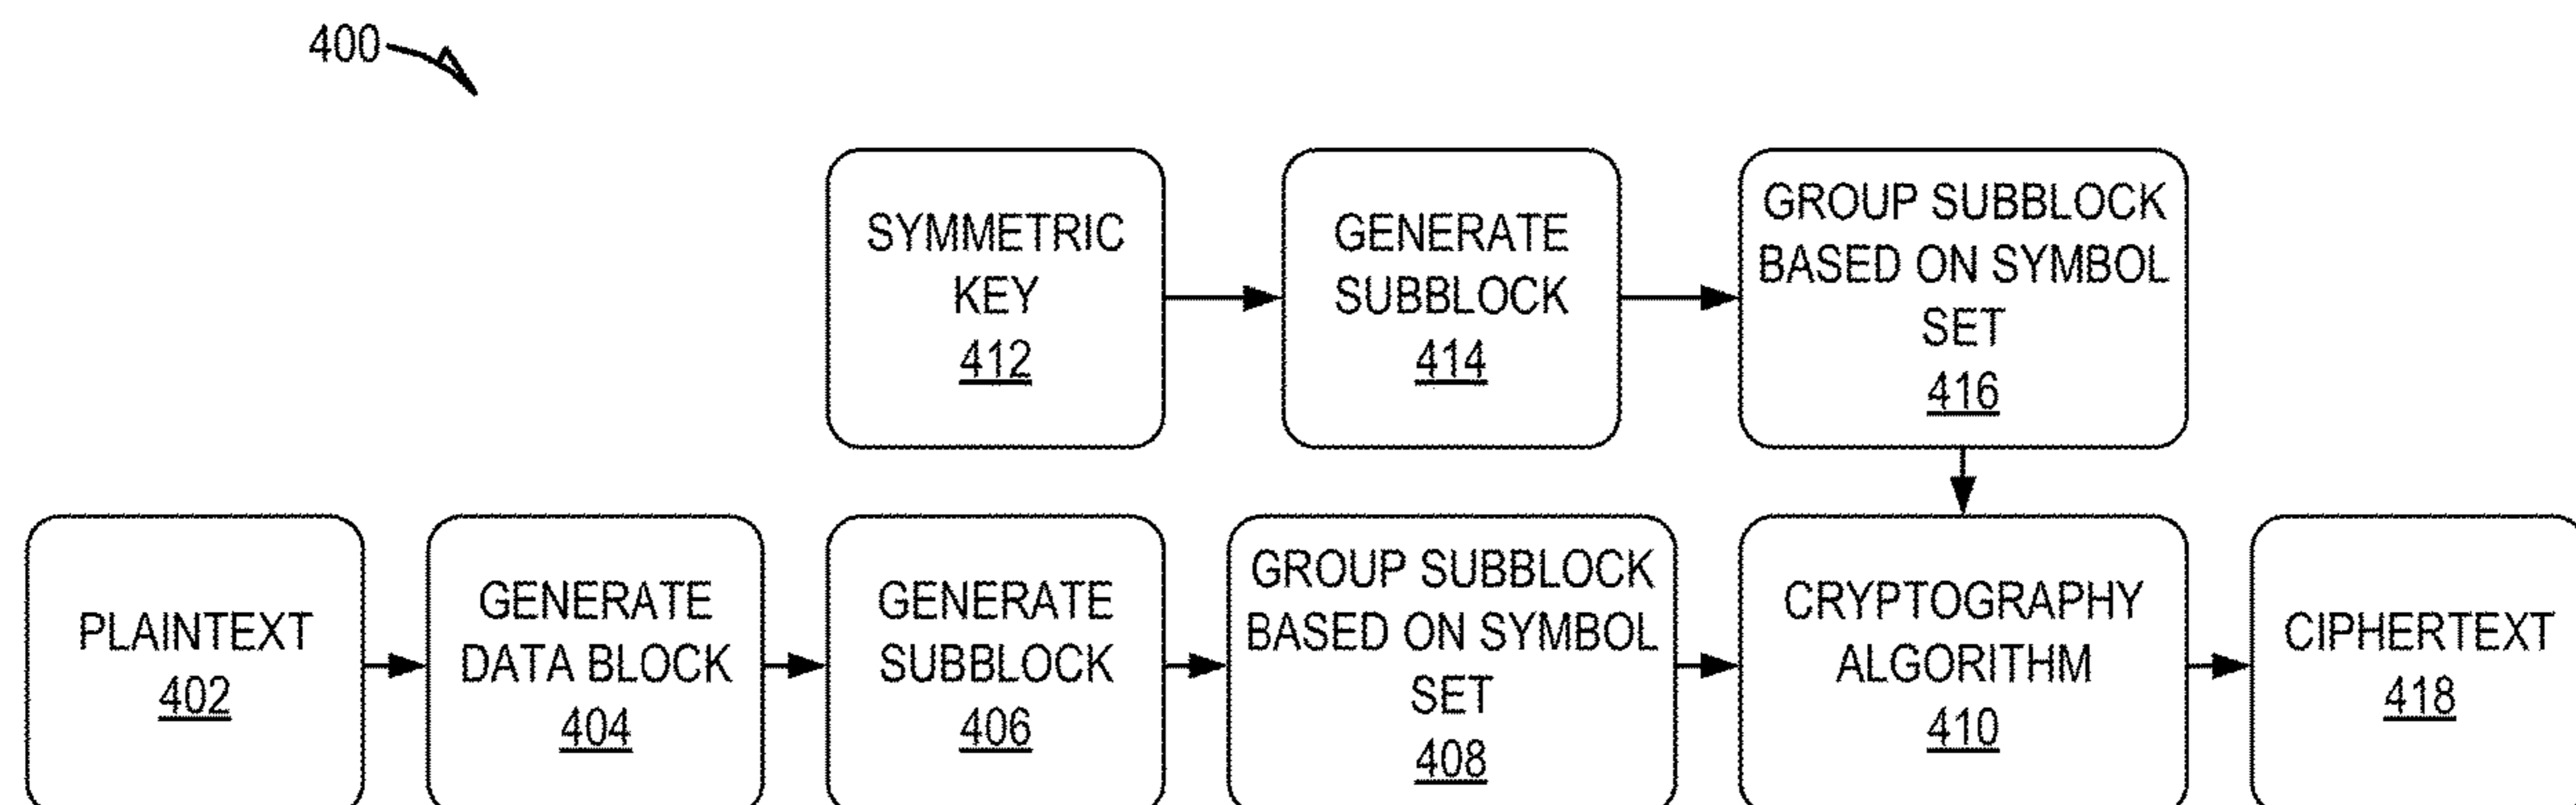 400
SYMMETRIC
KEY
412
GENERATE
SUBBLOCK
414
GROUP SUBBLOCK
BASED ON SYMBOL
SET
416
PLAINTEXT
402
GENERATE
DATA BLOCK
404
GENERATE
SUBBLOCK
406
GROUP SUBBLOCK
BASED ON SYMBOL
SET
408
CRYPTOGRAPHY
ALGORITHM
410
CIPHERTEXT
418